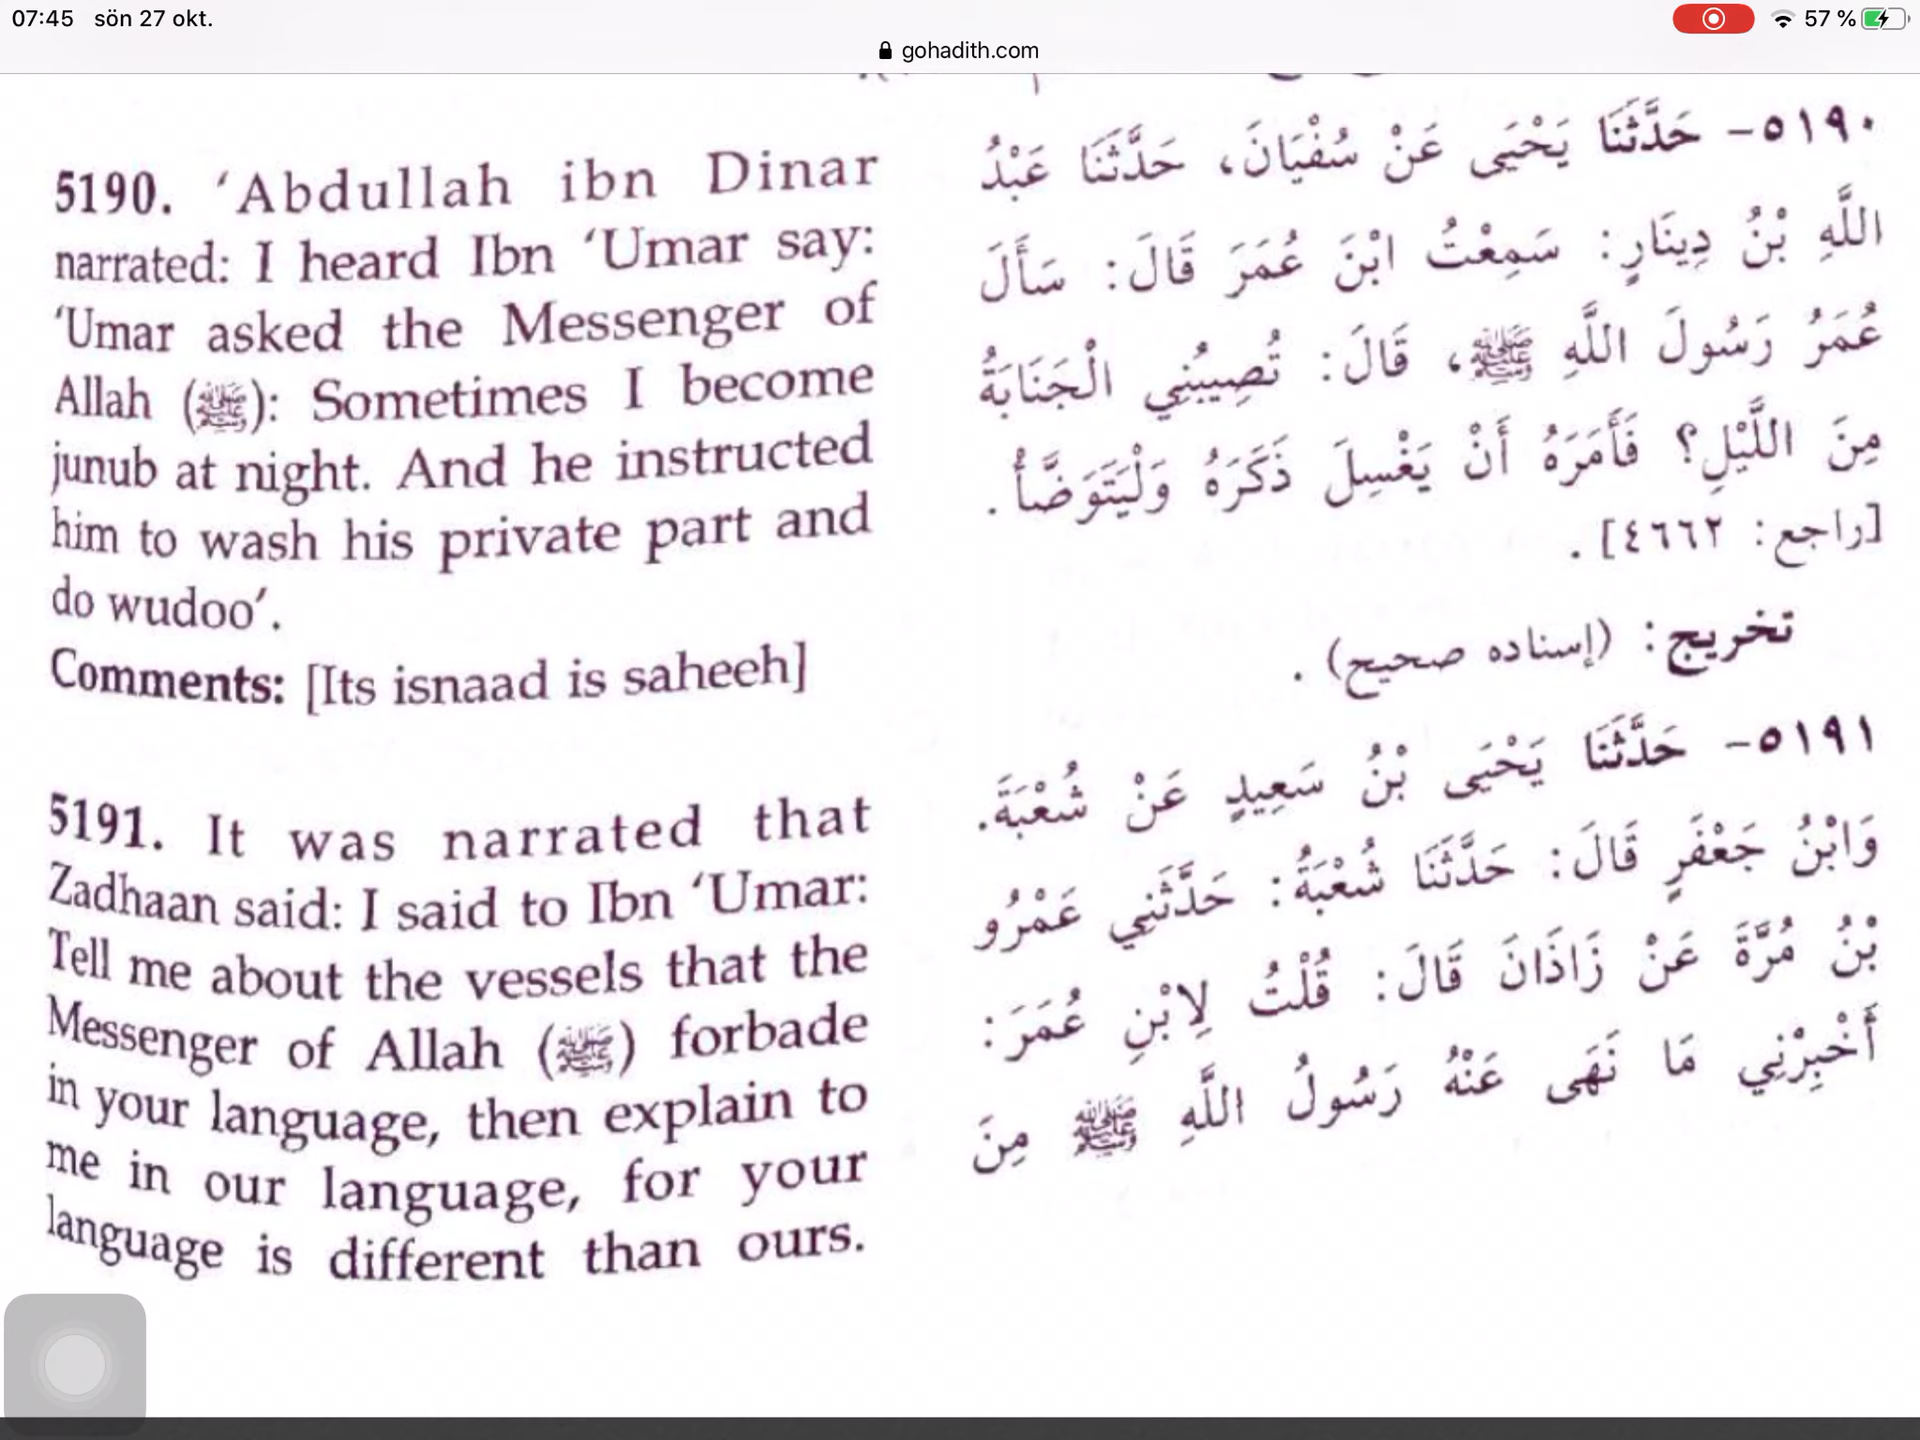 07:45 sön 27 okt.
57 %
gohadith.com
5190. ‘Abdullah ibn Dinar
narrated: I heard Ibn ‘Umar say:
‘Umar asked the Messenger of
Allah (ﷺ): Sometimes I become
junub at night. And he instructed
him to wash his private part and
do wudoo’.
Comments: [Its isnaad is saheeh]
5191. It was narrated that
Zadhaan said: I said to Ibn ‘Umar:
Tell me about the vessels that the
Messenger of Allah (ﷺ) forbade
in your language, then explain to
me in our language, for your
language is different than ours.
٥١٩٠- حَدَّثَنَا يَحْيَى عَنْ سُفْيَانَ، حَدَّثَنَا عَبْدُ
اللَّهِ بْنُ دِينَارٍ: سَمِعْتُ ابْنَ عُمَرَ قَالَ: سَأَلَ
عُمَرُ رَسُولَ اللَّهِ ﷺ، قَالَ: تُصِيبُنِي الْجَنَابَةُ
مِنَ اللَّيْلِ؟ فَأَمَرَهُ أَنْ يَغْسِلَ ذَكَرَهُ وَلْيَتَوَضَّأْ.
[راجع: ٤٦٦٢].
تخريج: (إسناده صحيح).
٥١٩١- حَدَّثَنَا يَحْيَى بْنُ سَعِيدٍ عَنْ شُعْبَةَ.
وَابْنُ جَعْفَرٍ قَالَ: حَدَّثَنَا شُعْبَةُ: حَدَّثَنِي عَمْرُو
بْنُ مُرَّةَ عَنْ زَاذَانَ قَالَ: قُلْتُ لِابْنِ عُمَرَ:
أَخْبِرْنِي مَا نَهَى عَنْهُ رَسُولُ اللَّهِ ﷺ مِنَ